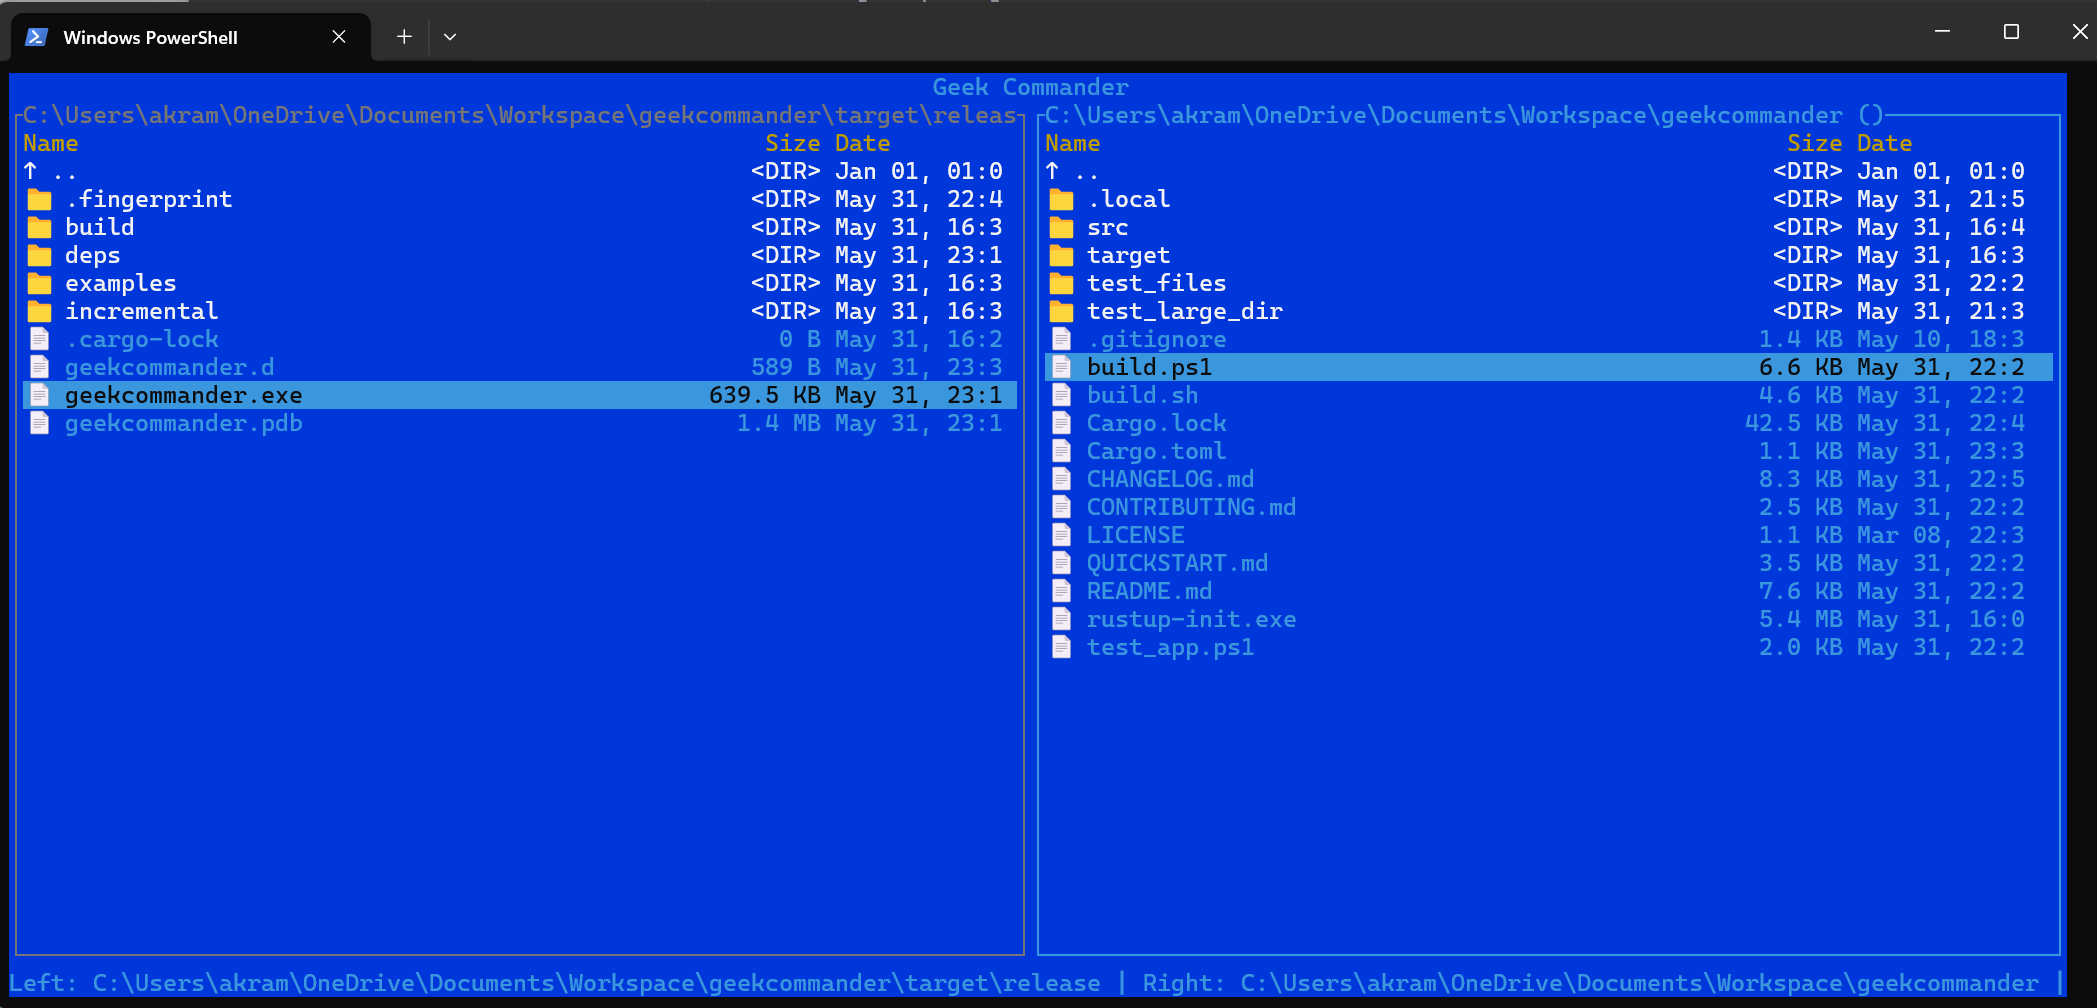 Windows PowerShell
Geek Commander
C:\Users\akram\OneDrive\Documents\Workspace\geekcommander\target\releas
Name Size Date
↑ .. <DIR> Jan 01, 01:0
.fingerprint <DIR> May 31, 22:4
build <DIR> May 31, 16:3
deps <DIR> May 31, 23:1
examples <DIR> May 31, 16:3
incremental <DIR> May 31, 16:3
.cargo-lock 0 B May 31, 16:2
geekcommander.d 589 B May 31, 23:3
geekcommander.exe 639.5 KB May 31, 23:1
geekcommander.pdb 1.4 MB May 31, 23:1
C:\Users\akram\OneDrive\Documents\Workspace\geekcommander ()
Name Size Date
↑ .. <DIR> Jan 01, 01:0
.local <DIR> May 31, 21:5
src <DIR> May 31, 16:4
target <DIR> May 31, 16:3
test_files <DIR> May 31, 22:2
test_large_dir <DIR> May 31, 21:3
.gitignore 1.4 KB May 10, 18:3
build.ps1 6.6 KB May 31, 22:2
build.sh 4.6 KB May 31, 22:2
Cargo.lock 42.5 KB May 31, 22:4
Cargo.toml 1.1 KB May 31, 23:3
CHANGELOG.md 8.3 KB May 31, 22:5
CONTRIBUTING.md 2.5 KB May 31, 22:2
LICENSE 1.1 KB Mar 08, 22:3
QUICKSTART.md 3.5 KB May 31, 22:2
README.md 7.6 KB May 31, 22:2
rustup-init.exe 5.4 MB May 31, 16:0
test_app.ps1 2.0 KB May 31, 22:2
Left: C:\Users\akram\OneDrive\Documents\Workspace\geekcommander\target\release | Right: C:\Users\akram\OneDrive\Documents\Workspace\geekcommander |